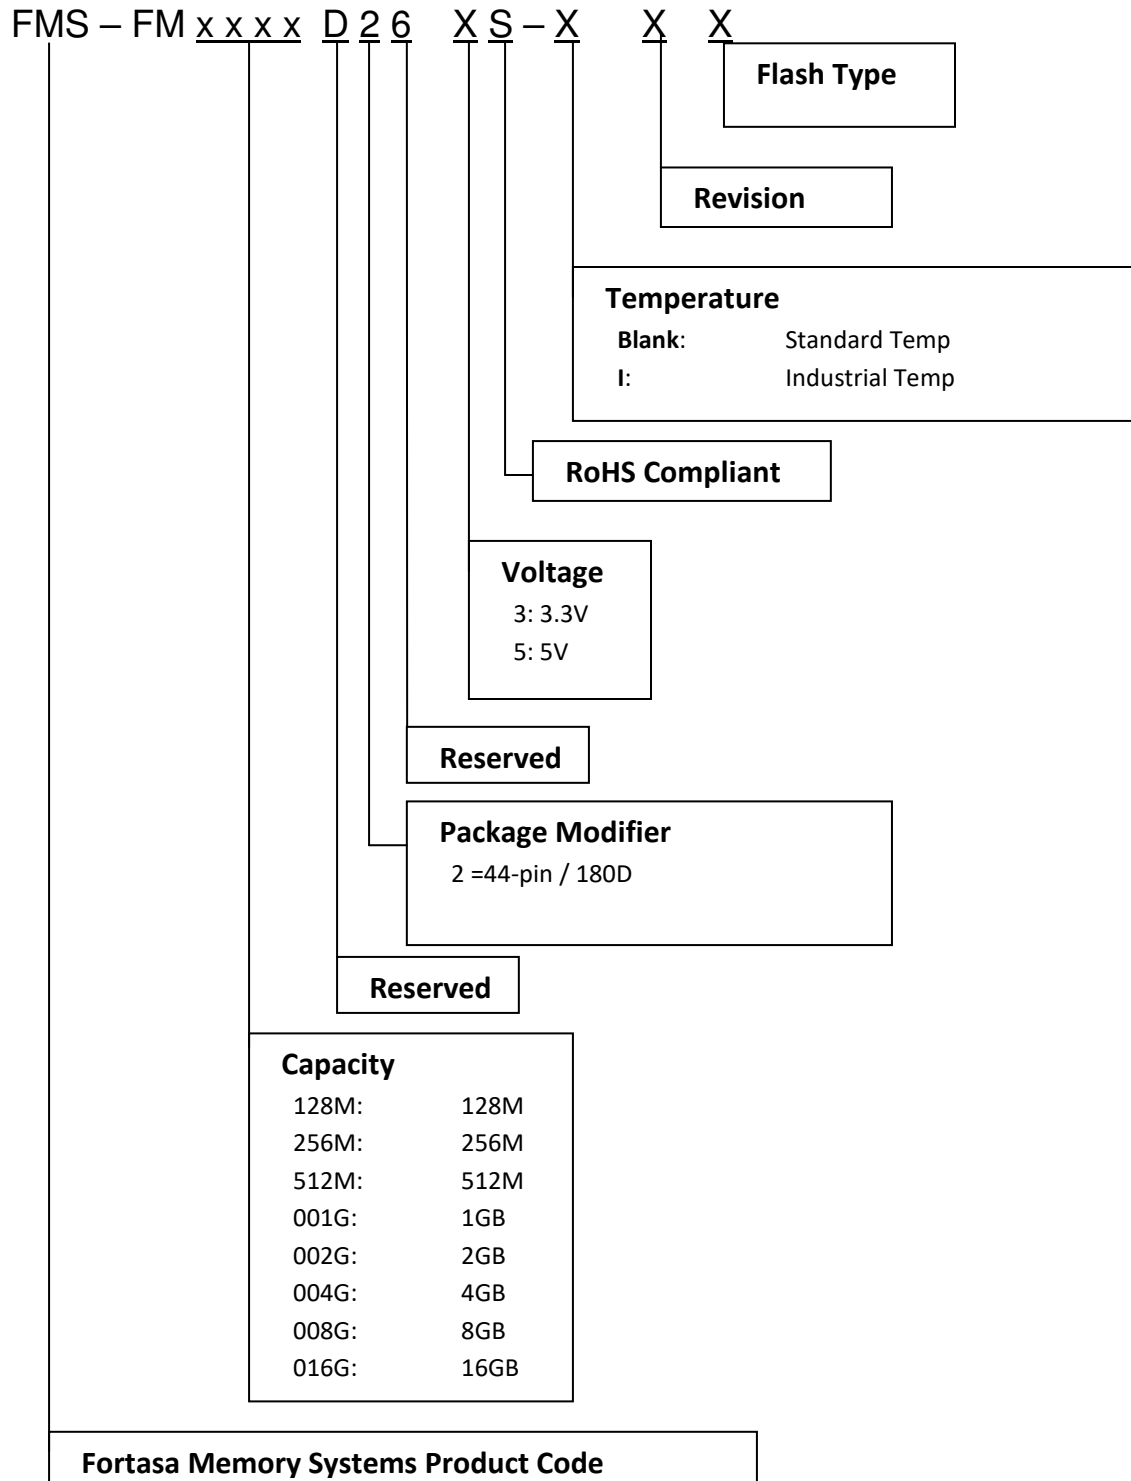 FMS – FM x x x x D 2 6 X S – X X X
Flash Type
Revision
Temperature
Blank: Standard Temp
I: Industrial Temp
RoHS Compliant
Voltage
3: 3.3V
5: 5V
Reserved
Package Modifier
2 =44-pin / 180D
Reserved
Capacity
128M: 128M
256M: 256M
512M: 512M
001G: 1GB
002G: 2GB
004G: 4GB
008G: 8GB
016G: 16GB
Fortasa Memory Systems Product Code